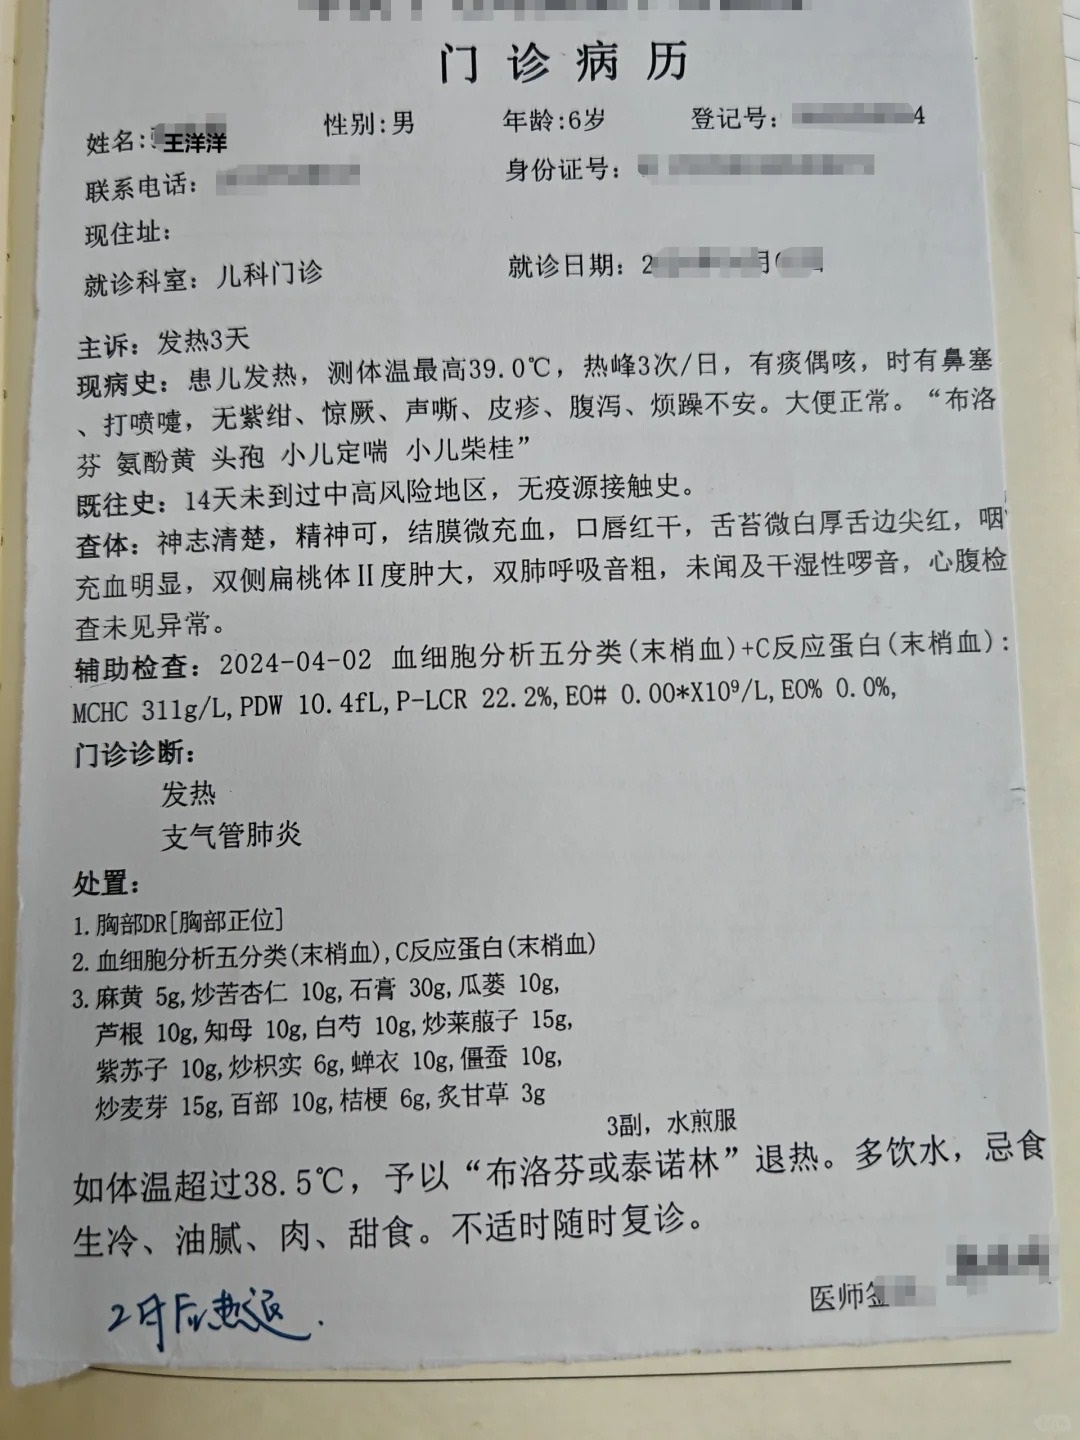 门诊病历
姓名: 王洋洋 性别:男 年龄:6岁 登记号: 4
联系电话: 身份证号:
现住址:
就诊科室: 儿科门诊 就诊日期: 2 月
主诉: 发热3天
现病史: 患儿发热, 测体温最高39.0℃, 热峰3次/日, 有痰偶咳, 时有鼻塞
、打喷嚏, 无紫绀、惊厥、声嘶、皮疹、腹泻、烦躁不安。大便正常。“布洛
芬 氨酚黄 头孢 小儿定喘 小儿柴桂”
既往史: 14天未到过中高风险地区, 无疫源接触史。
查体: 神志清楚, 精神可, 结膜微充血, 口唇红干, 舌苔微白厚舌边尖红, 咽
充血明显, 双侧扁桃体Ⅱ度肿大, 双肺呼吸音粗, 未闻及干湿性啰音, 心腹检
查未见异常。
辅助检查: 2024-04-02 血细胞分析五分类(末梢血)+C反应蛋白(末梢血):
MCHC 311g/L,PDW 10.4fL,P-LCR 22.2%,EO# 0.00*X10⁹/L,EO% 0.0%,
门诊诊断:
发热
支气管肺炎
处置:
1.胸部DR[胸部正位]
2.血细胞分析五分类(末梢血),C反应蛋白(末梢血)
3.麻黄 5g,炒苦杏仁 10g,石膏 30g,瓜蒌 10g,
芦根 10g,知母 10g,白芍 10g,炒莱菔子 15g,
紫苏子 10g,炒枳实 6g,蝉衣 10g,僵蚕 10g,
炒麦芽 15g,百部 10g,桔梗 6g,炙甘草 3g
3副, 水煎服
如体温超过38.5℃, 予以“布洛芬或泰诺林”退热。多饮水, 忌食
生冷、油腻、肉、甜食。不适时随时复诊。
医师签